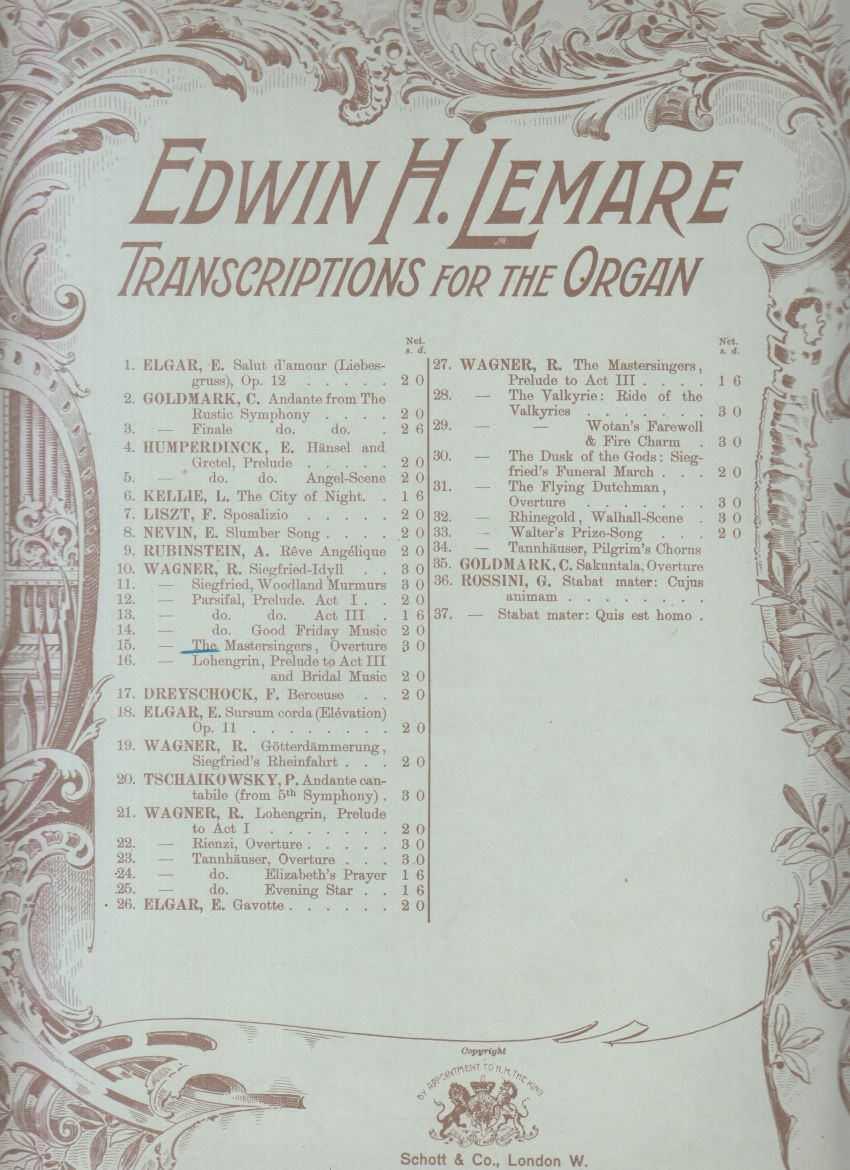 EDWIN H. LEMARE
TRANSCRIPTIONS FOR THE ORGAN
Net.
s. d.
1. ELGAR, E. Salut d'amour (Liebes-
gruss), Op. 12 . . . . . 2 0
2. GOLDMARK, C. Andante from The
Rustic Symphony . . . . 2 0
3. — Finale do. do. . 2 6
4. HUMPERDINCK, E. Hänsel and
Gretel, Prelude . . . . . 2 0
5. — do. do. Angel-Scene 2 0
6. KELLIE, L. The City of Night. . 1 6
7. LISZT, F. Sposalizio . . . . . 2 0
8. NEVIN, E. Slumber Song . . . . 2 0
9. RUBINSTEIN, A. Rêve Angélique 2 0
10. WAGNER, R. Siegfried-Idyll . . 3 0
11. — Siegfried, Woodland Murmurs 3 0
12. — Parsifal, Prelude. Act I . . 2 0
13. — do. do. Act III . 1 6
14. — do. Good Friday Music 2 0
15. — The Mastersingers, Overture 3 0
16. — Lohengrin, Prelude to Act III
and Bridal Music 2 0
17. DREYSCHOCK, F. Berceuse . . 2 0
18. ELGAR, E. Sursum corda (Elévation)
Op. 11 . . . . . . . . 2 0
19. WAGNER, R. Götterdämmerung,
Siegfried's Rheinfahrt . . . 2 0
20. TSCHAIKOWSKY, P. Andante can-
tabile (from 5th Symphony) . 3 0
21. WAGNER, R. Lohengrin, Prelude
to Act I . . . . . . . 2 0
22. — Rienzi, Overture . . . . . 3 0
23. — Tannhäuser, Overture . . . 3 0
24. — do. Elizabeth's Prayer 1 6
25. — do. Evening Star . . 1 6
26. ELGAR, E. Gavotte . . . . . . 2 0
Net.
s. d.
27. WAGNER, R. The Mastersingers,
Prelude to Act III . . . . 1 6
28. — The Valkyrie: Ride of the
Valkyries . . . . . . . 3 0
29. — — Wotan's Farewell
& Fire Charm . 3 0
30. — The Dusk of the Gods: Sieg-
fried's Funeral March . . . 2 0
31. — The Flying Dutchman,
Overture . . . . . . 3 0
32. — Rhinegold, Walhall-Scene . 3 0
33. — Walter's Prize-Song . . . 2 0
34. — Tannhäuser, Pilgrim's Chorus
35. GOLDMARK, C. Sakuntala, Overture
36. ROSSINI, G. Stabat mater: Cujus
animam . . . . . . . .
37. — Stabat mater: Quis est homo .
Copyright
BY APPOINTMENT TO H.M. THE KING
Schott & Co., London W.